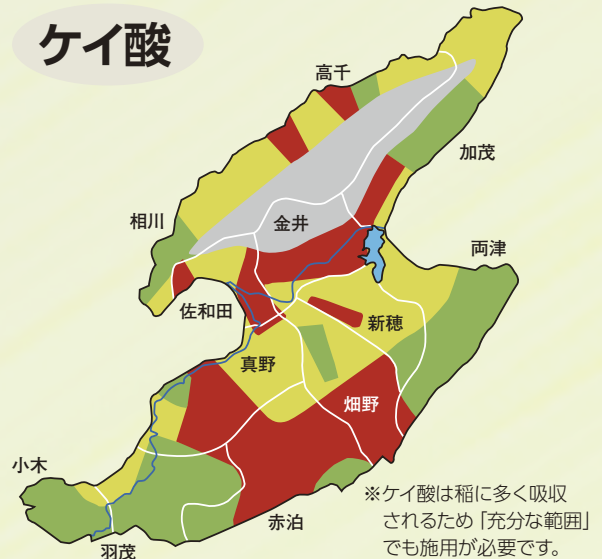 ケイ酸
高千
加茂
相川
金井
両津
佐和田
新穂
真野
畑野
小木
赤泊
羽茂
※ケイ酸は稲に多く吸収
されるため「充分な範囲」
でも施用が必要です。